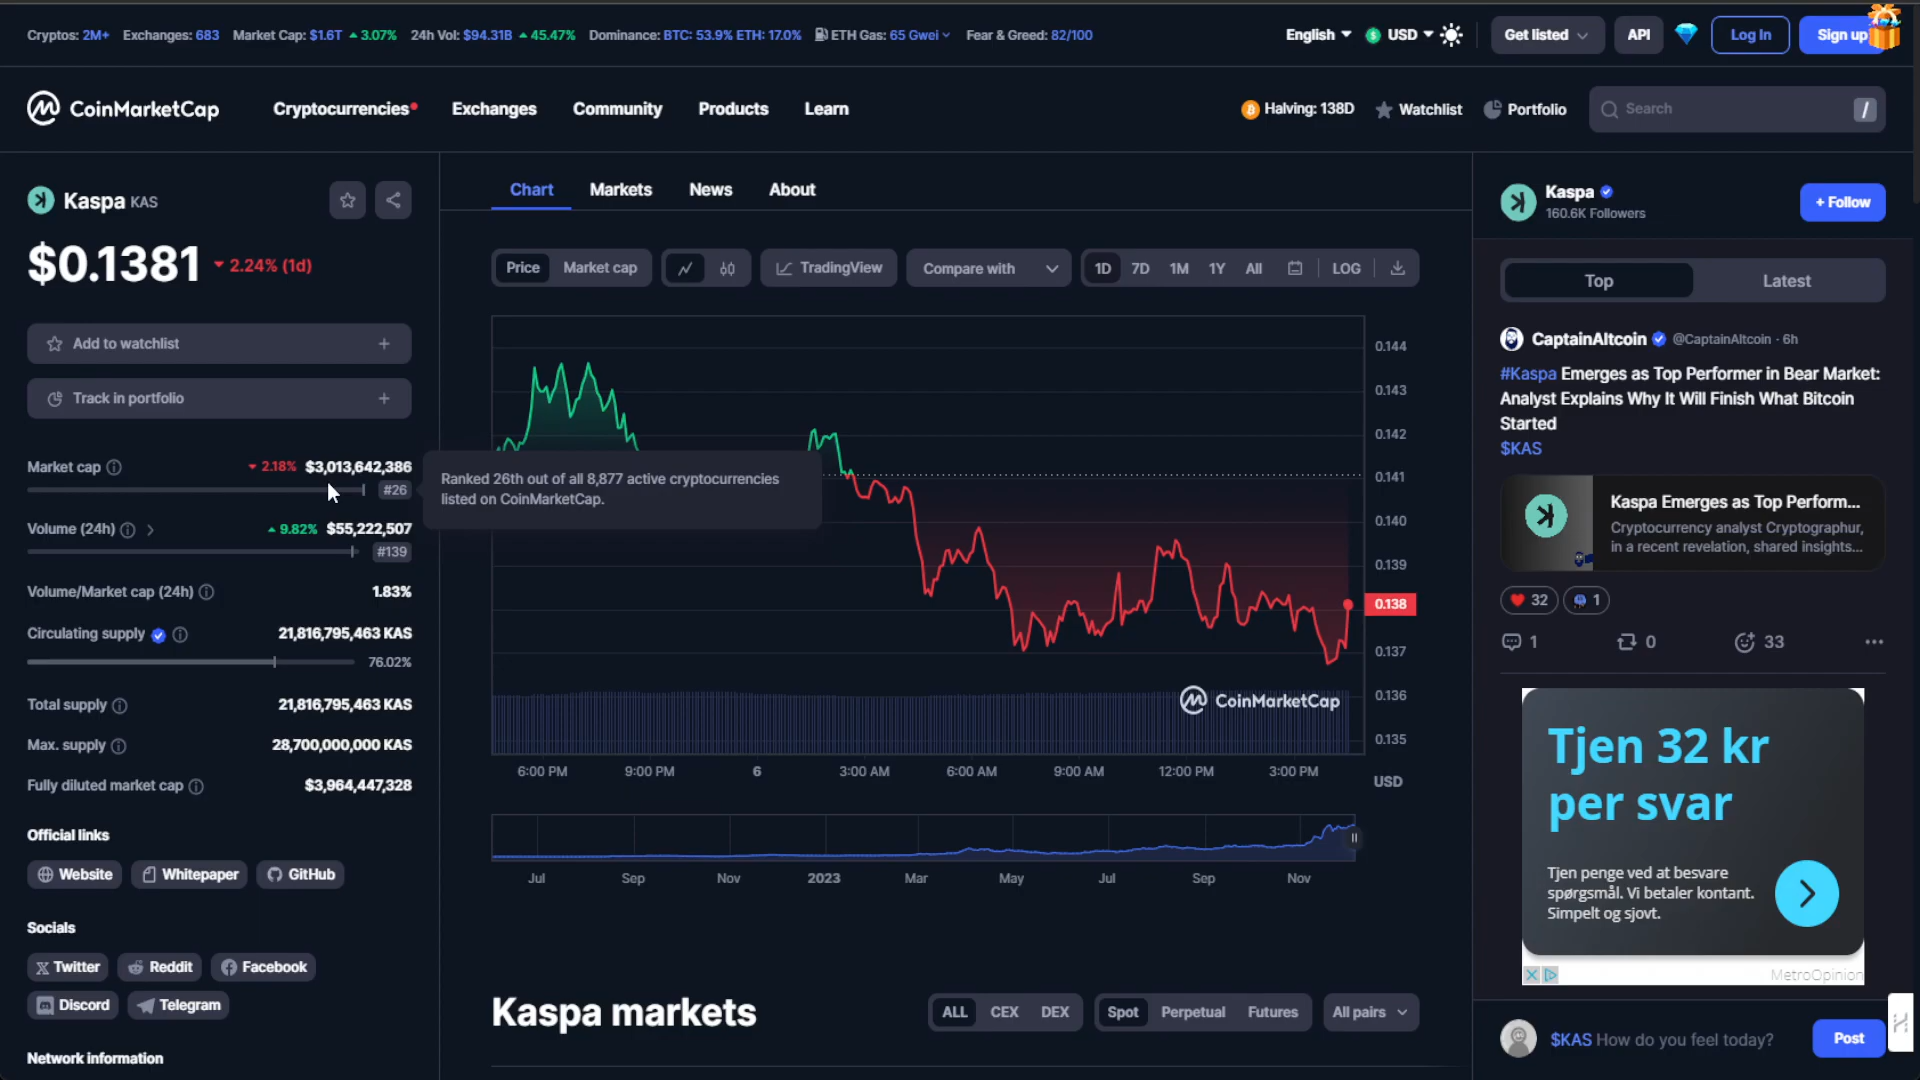 Cryptos: 2M+ Exchanges: 683 Market Cap: $1.6T 3.07% 24h Vol: $94.31B 45.47% Dominance: BTC: 53.9% ETH: 17.0% ETH Gas: 65 Gwei Fear & Greed: 82/100
English USD Get listed API Log In Sign up
CoinMarketCap Cryptocurrencies Exchanges Community Products Learn
Halving: 138D Watchlist Portfolio Search /
Kaspa KAS
$0.1381 2.24% (1d)
Add to watchlist +
Track in portfolio +
Market cap 2.18% $3,013,642,386
#26
Volume (24h) 9.82% $55,222,507
#139
Volume/Market cap (24h) 1.83%
Circulating supply 21,816,795,463 KAS
76.02%
Total supply 21,816,795,463 KAS
Max. supply 28,700,000,000 KAS
Fully diluted market cap $3,964,447,328
Official links
Website Whitepaper GitHub
Socials
Twitter Reddit Facebook
Discord Telegram
Network information
Chart Markets News About
Price Market cap TradingView Compare with 1D 7D 1M 1Y All LOG
Ranked 26th out of all 8,877 active cryptocurrencies
listed on CoinMarketCap.
0.144
0.143
0.142
0.141
0.140
0.139
0.138
0.137
0.136
0.135
CoinMarketCap
6:00 PM 9:00 PM 6 3:00 AM 6:00 AM 9:00 AM 12:00 PM 3:00 PM USD
Jul Sep Nov 2023 Mar May Jul Sep Nov
Kaspa markets ALL CEX DEX Spot Perpetual Futures All pairs
Kaspa
160.6K Followers
+ Follow
Top Latest
CaptainAltcoin @CaptainAltcoin · 6h
#Kaspa Emerges as Top Performer in Bear Market:
Analyst Explains Why It Will Finish What Bitcoin
Started
$KAS
Kaspa Emerges as Top Perform...
Cryptocurrency analyst Cryptographur,
in a recent revelation, shared insights...
32 1
1 0 33
Tjen 32 kr
per svar
Tjen penge ved at besvare
spørgsmål. Vi betaler kontant.
Simpelt og sjovt.
MetroOpinion
$KAS How do you feel today? Post